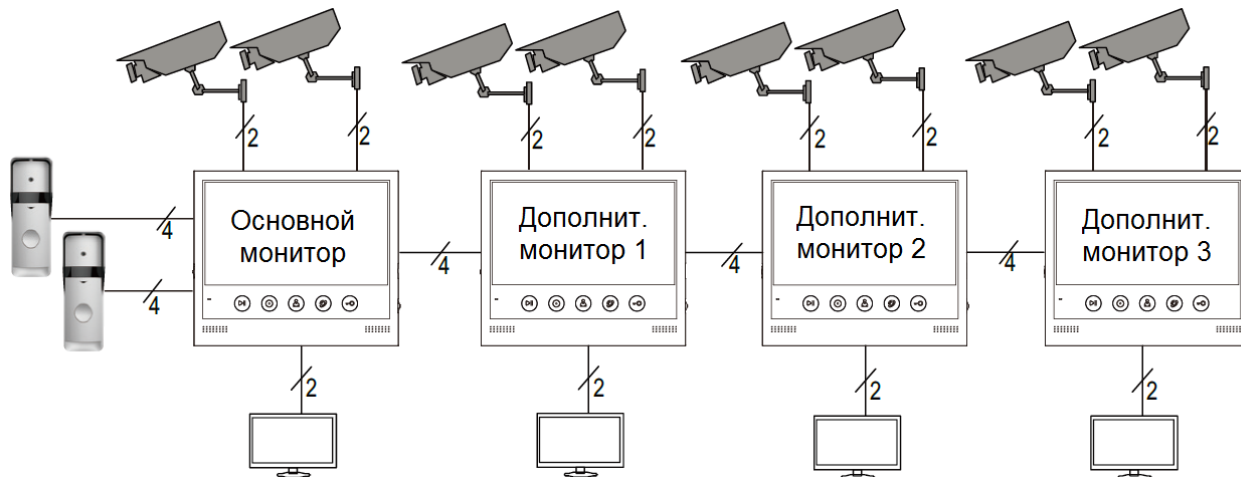 2 2 2 2 2 2 2 2
Основной
монитор
Дополнит.
монитор 1
Дополнит.
монитор 2
Дополнит.
монитор 3
4
4
4 4 4
2 2 2 2